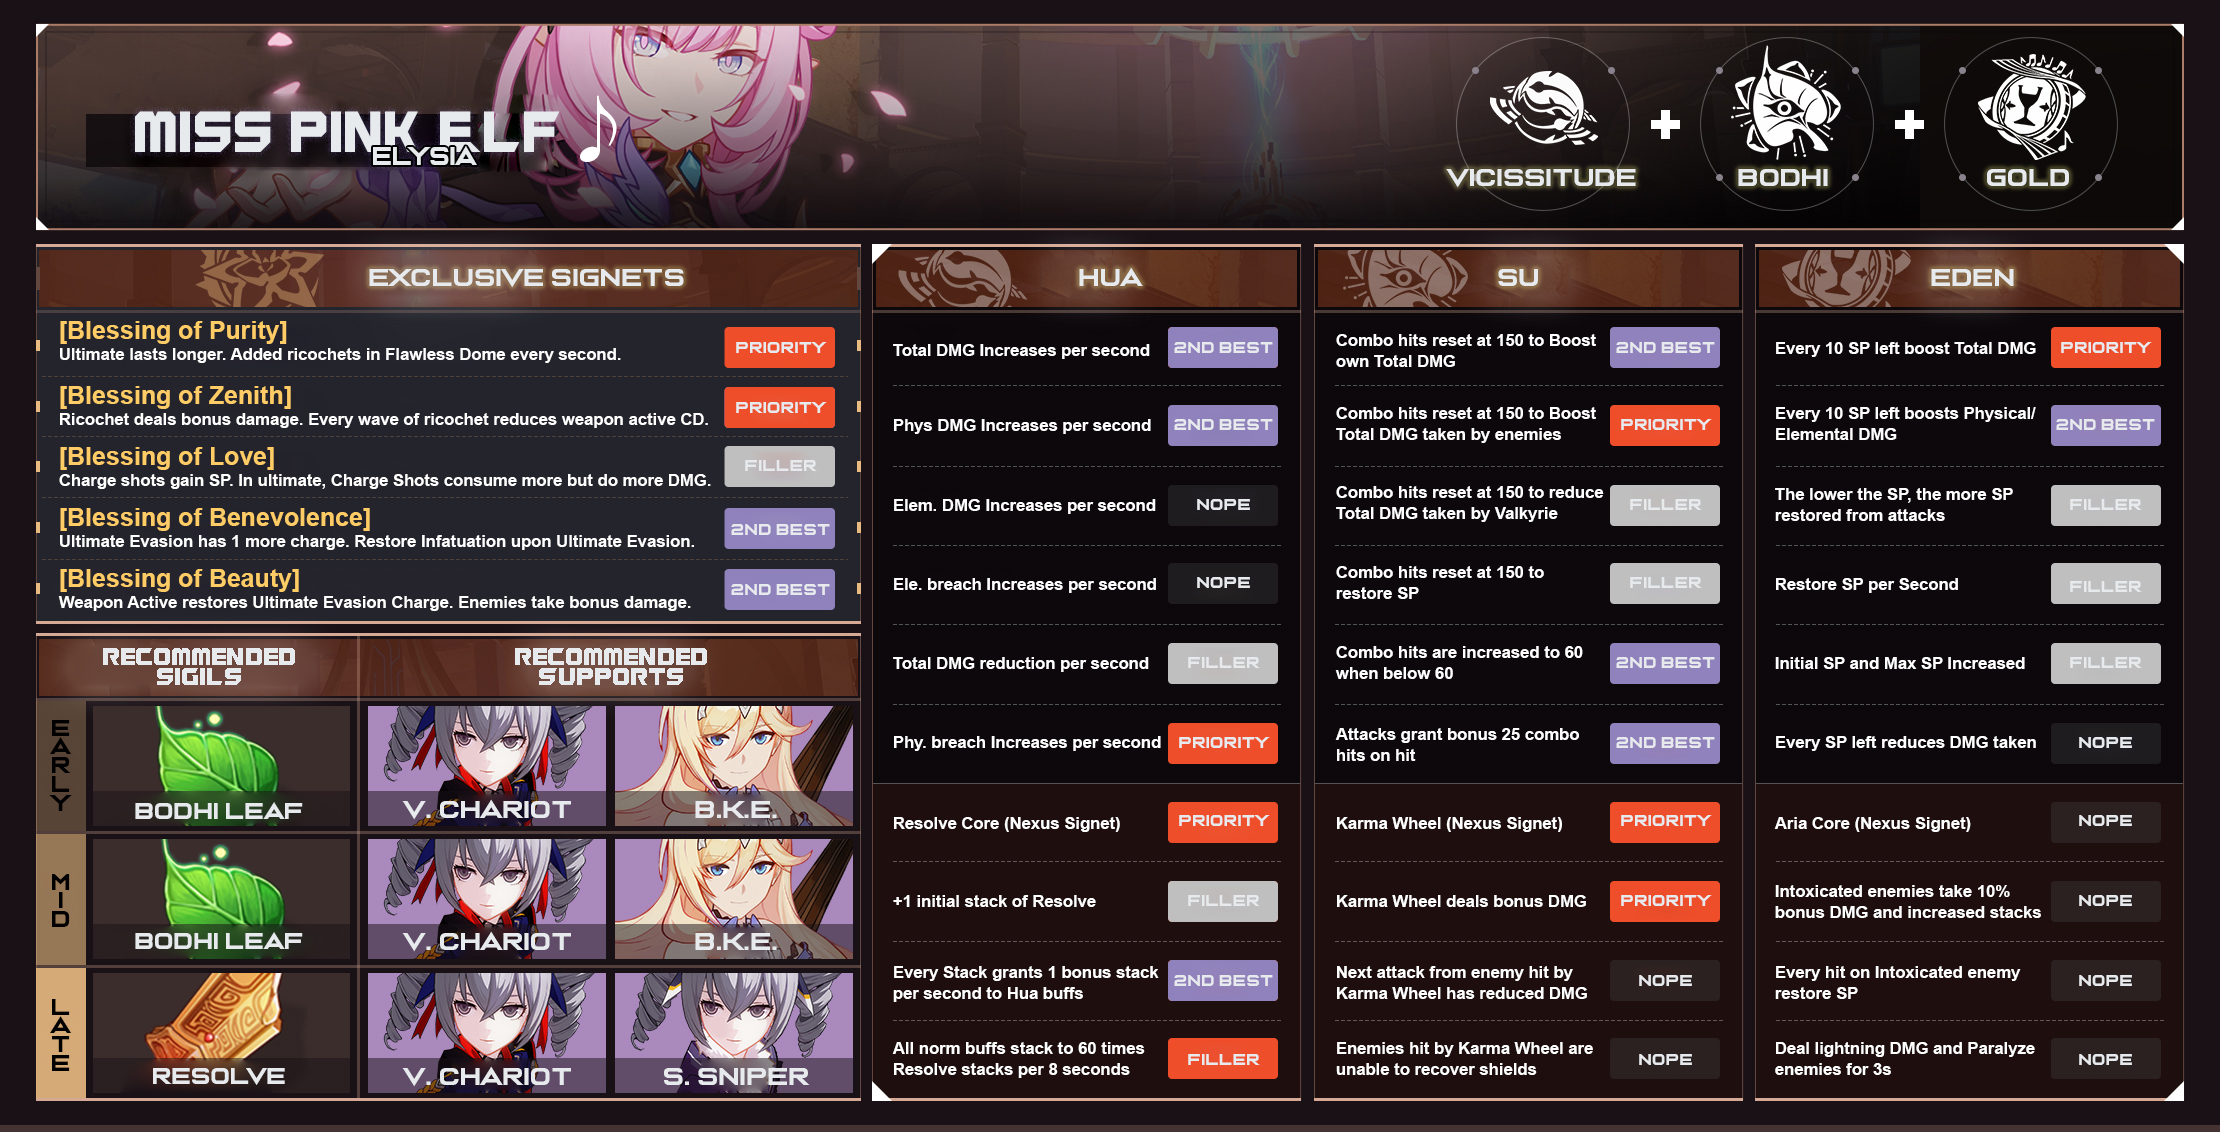 MISS PINK ELF
ELYSIA
VICISSITUDE
BODHI
GOLD
EXCLUSIVE SIGNETS
[Blessing of Purity]
Ultimate lasts longer. Added ricochets in Flawless Dome every second.
PRIORITY
[Blessing of Zenith]
Ricochet deals bonus damage. Every wave of ricochet reduces weapon active CD.
PRIORITY
[Blessing of Love]
Charge shots gain SP. In ultimate, Charge Shots consume more but do more DMG.
FILLER
[Blessing of Benevolence]
Ultimate Evasion has 1 more charge. Restore Infatuation upon Ultimate Evasion.
2ND BEST
[Blessing of Beauty]
Weapon Active restores Ultimate Evasion Charge. Enemies take bonus damage.
2ND BEST
RECOMMENDED
SIGILS
RECOMMENDED
SUPPORTS
EARLY
BODHI LEAF
V. CHARIOT
B.K.E.
MID
BODHI LEAF
V. CHARIOT
B.K.E.
LATE
RESOLVE
V. CHARIOT
S. SNIPER
HUA
Total DMG Increases per second
2ND BEST
Phys DMG Increases per second
2ND BEST
Elem. DMG Increases per second
NOPE
Ele. breach Increases per second
NOPE
Total DMG reduction per second
FILLER
Phy. breach Increases per second
PRIORITY
Resolve Core (Nexus Signet)
PRIORITY
+1 initial stack of Resolve
FILLER
Every Stack grants 1 bonus stack
per second to Hua buffs
2ND BEST
All norm buffs stack to 60 times
Resolve stacks per 8 seconds
FILLER
SU
Combo hits reset at 150 to Boost
own Total DMG
2ND BEST
Combo hits reset at 150 to Boost
Total DMG taken by enemies
PRIORITY
Combo hits reset at 150 to reduce
Total DMG taken by Valkyrie
FILLER
Combo hits reset at 150 to
restore SP
FILLER
Combo hits are increased to 60
when below 60
2ND BEST
Attacks grant bonus 25 combo
hits on hit
2ND BEST
Karma Wheel (Nexus Signet)
PRIORITY
Karma Wheel deals bonus DMG
PRIORITY
Next attack from enemy hit by
Karma Wheel has reduced DMG
NOPE
Enemies hit by Karma Wheel are
unable to recover shields
NOPE
EDEN
Every 10 SP left boost Total DMG
PRIORITY
Every 10 SP left boosts Physical/
Elemental DMG
2ND BEST
The lower the SP, the more SP
restored from attacks
FILLER
Restore SP per Second
FILLER
Initial SP and Max SP Increased
FILLER
Every SP left reduces DMG taken
NOPE
Aria Core (Nexus Signet)
NOPE
Intoxicated enemies take 10%
bonus DMG and increased stacks
NOPE
Every hit on Intoxicated enemy
restore SP
NOPE
Deal lightning DMG and Paralyze
enemies for 3s
NOPE